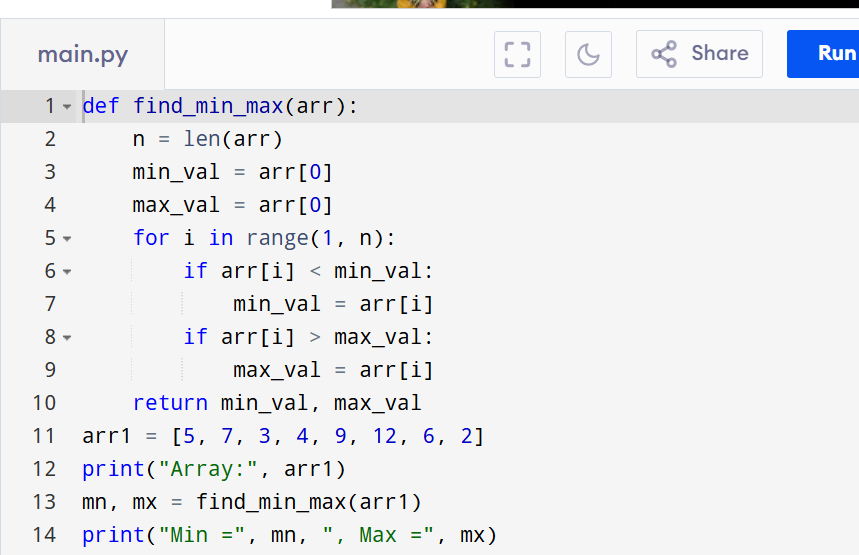 main.py
Share
Run
1 def find_min_max(arr):
2     n = len(arr)
3     min_val = arr[0]
4     max_val = arr[0]
5     for i in range(1, n):
6         if arr[i] < min_val:
7             min_val = arr[i]
8         if arr[i] > max_val:
9             max_val = arr[i]
10     return min_val, max_val
11 arr1 = [5, 7, 3, 4, 9, 12, 6, 2]
12 print("Array:", arr1)
13 mn, mx = find_min_max(arr1)
14 print("Min =", mn, ", Max =", mx)